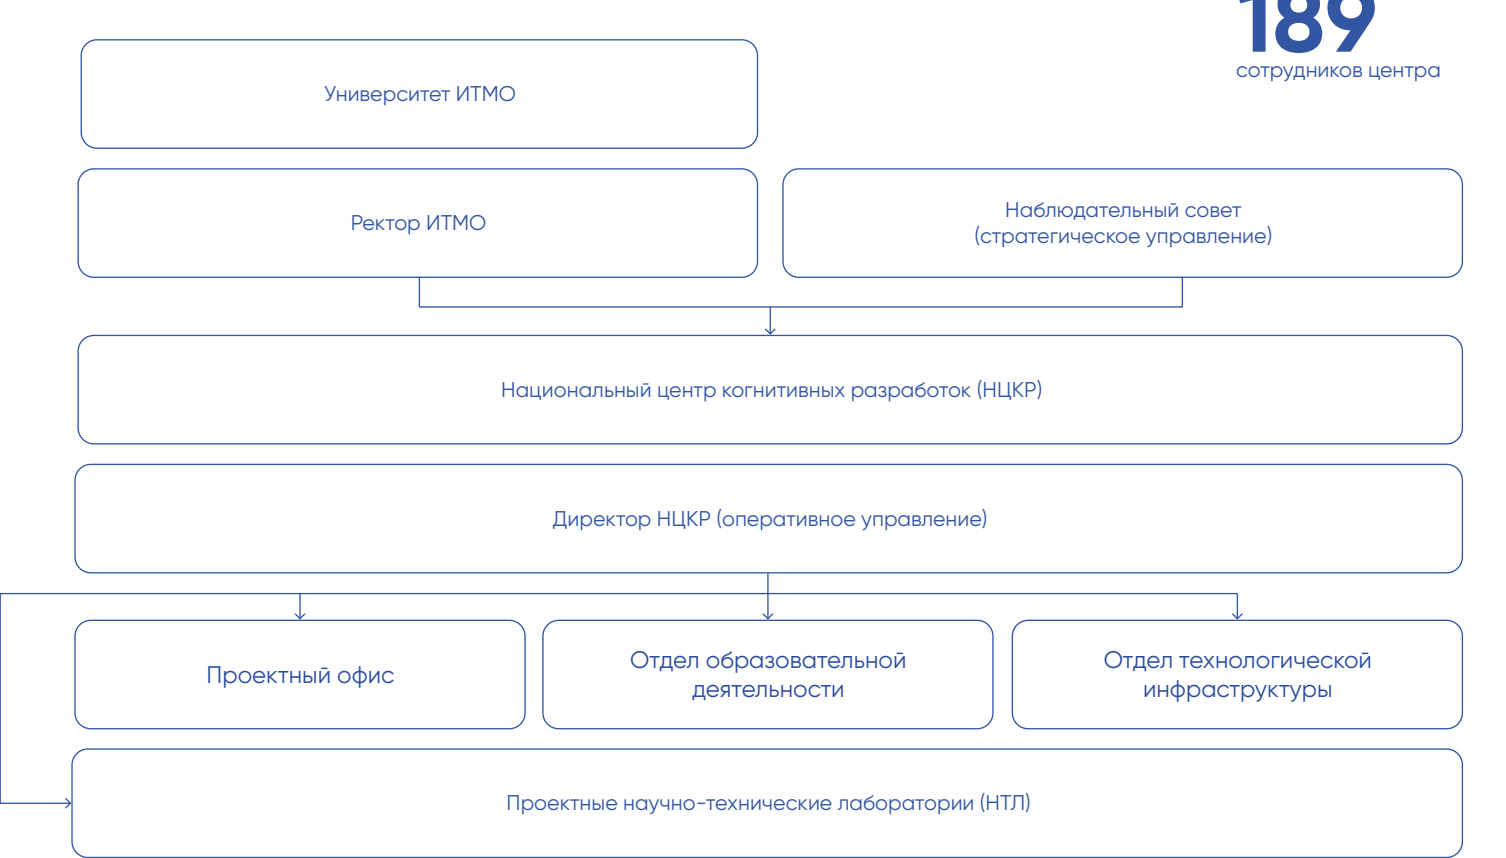 189
сотрудников центра
Университет ИТМО
Ректор ИТМО
Наблюдательный совет
(стратегическое управление)
Национальный центр когнитивных разработок (НЦКР)
Директор НЦКР (оперативное управление)
Проектный офис
Отдел образовательной
деятельности
Отдел технологической
инфраструктуры
Проектные научно-технические лаборатории (НТЛ)